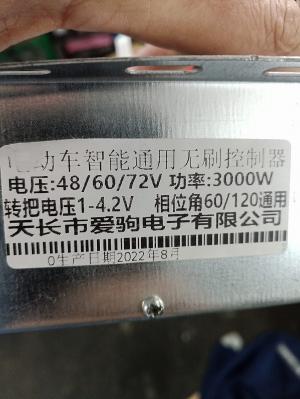 电动车智能通用无刷控制器
电压:48/60/72V 功率:3000W
转把电压1-4.2V 相位角60/120通用
天长市爱驹电子有限公司
0生产日期2022年8月